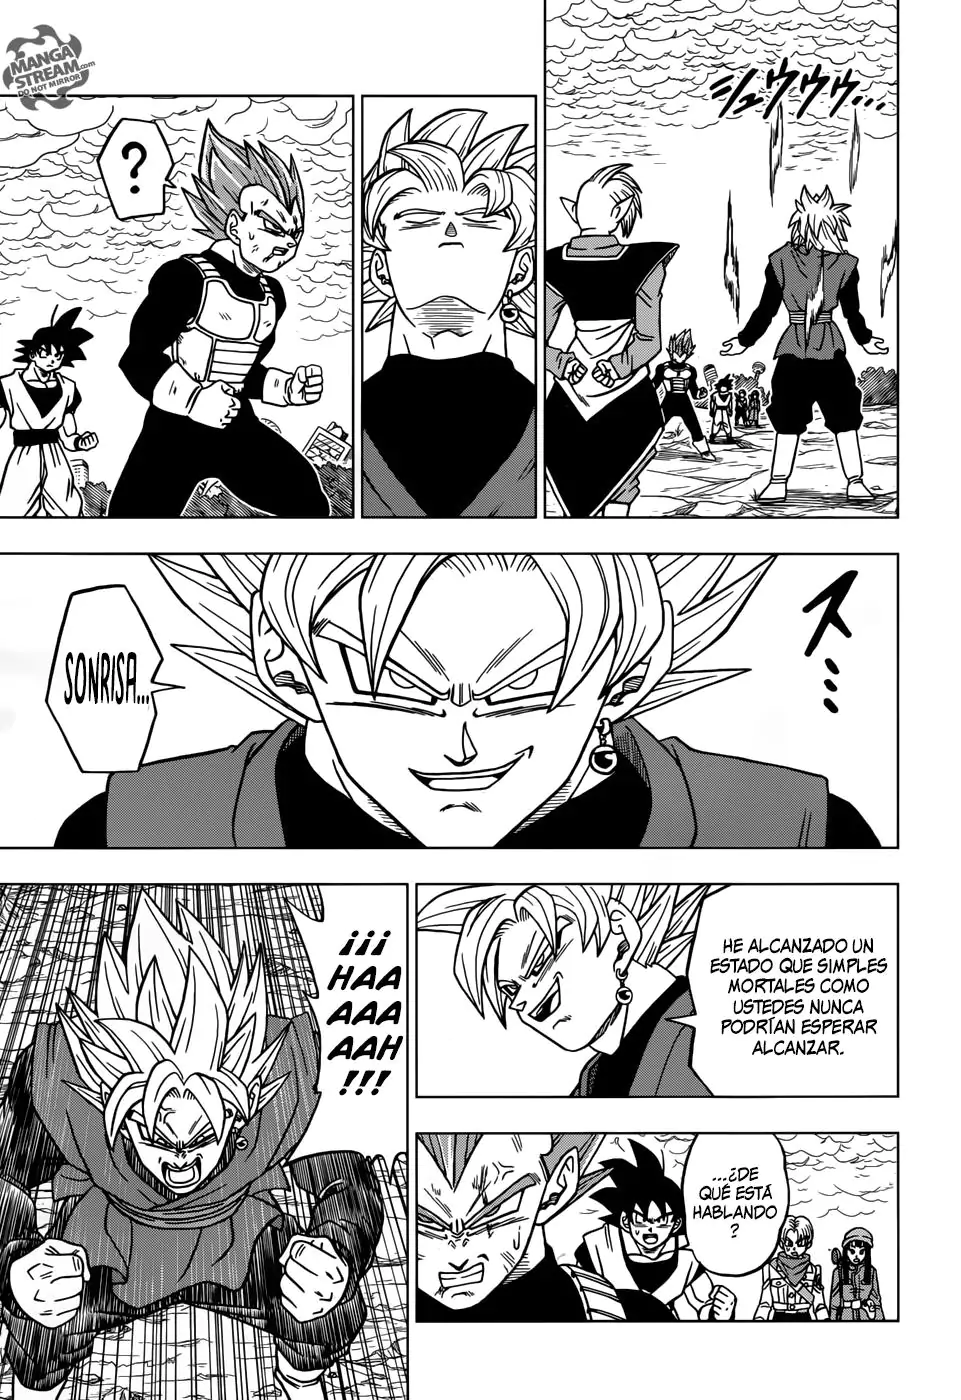 MANGA
STREAM.com
DO NOT MIRROR
シュウウウ...
?
ス...
SONRISA...
HE ALCANZADO UN
ESTADO QUE SIMPLES
MORTALES COMO
USTEDES NUNCA
PODRÍAN ESPERAR
ALCANZAR.
...¿DE
QUÉ ESTÁ
HABLANDO
?
¡¡¡
HAA
AAA
AAH
!!!